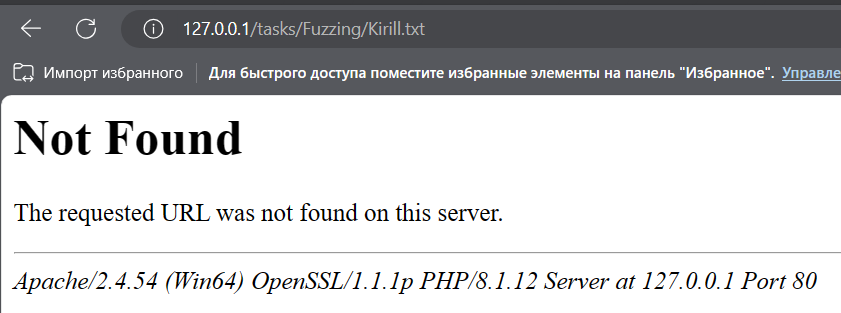 127.0.0.1/tasks/Fuzzing/Kirill.txt
Импорт избранного Для быстрого доступа поместите избранные элементы на панель "Избранное". Управле
Not Found
The requested URL was not found on this server.
Apache/2.4.54 (Win64) OpenSSL/1.1.1p PHP/8.1.12 Server at 127.0.0.1 Port 80